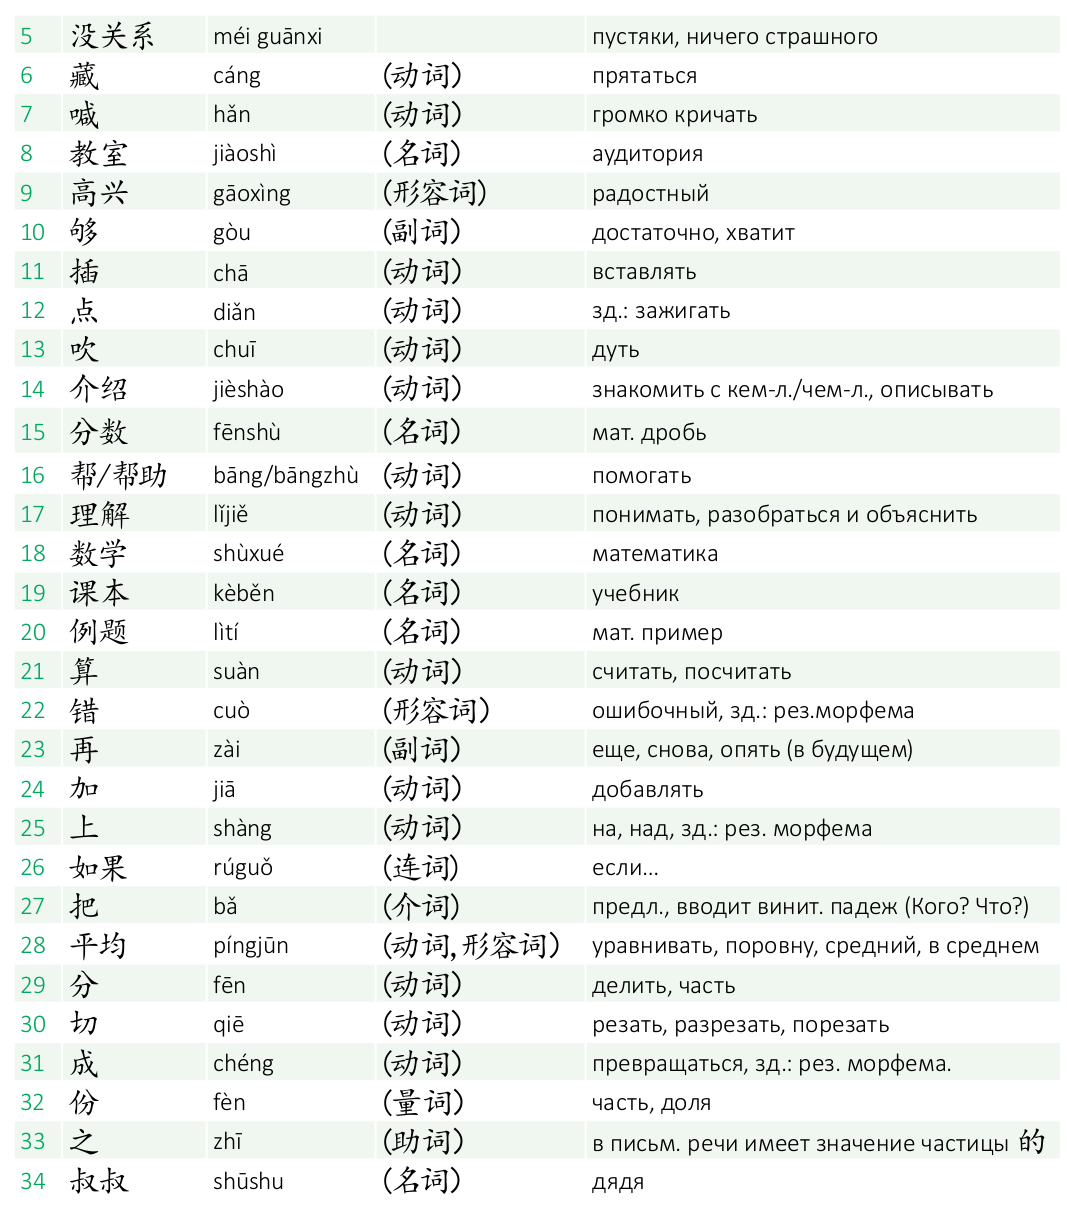 5 没关系 méi guānxi пустяки, ничего страшного
6 藏 cáng (动词) прятаться
7 喊 hǎn (动词) громко кричать
8 教室 jiàoshì (名词) аудитория
9 高兴 gāoxìng (形容词) радостный
10 够 gòu (副词) достаточно, хватит
11 插 chā (动词) вставлять
12 点 diǎn (动词) зд.: зажигать
13 吹 chuī (动词) дуть
14 介绍 jièshào (动词) знакомить с кем-л./чем-л., описывать
15 分数 fēnshù (名词) мат. дробь
16 帮/帮助 bāng/bāngzhù (动词) помогать
17 理解 lǐjiě (动词) понимать, разобраться и объяснить
18 数学 shùxué (名词) математика
19 课本 kèběn (名词) учебник
20 例题 lìtí (名词) мат. пример
21 算 suàn (动词) считать, посчитать
22 错 cuò (形容词) ошибочный, зд.: рез.морфема
23 再 zài (副词) еще, снова, опять (в будущем)
24 加 jiā (动词) добавлять
25 上 shàng (动词) на, над, зд.: рез. морфема
26 如果 rúguǒ (连词) если...
27 把 bǎ (介词) предл., вводит винит. падеж (Кого? Что?)
28 平均 píngjūn (动词,形容词) уравнивать, поровну, средний, в среднем
29 分 fēn (动词) делить, часть
30 切 qiē (动词) резать, разрезать, порезать
31 成 chéng (动词) превращаться, зд.: рез. морфема.
32 份 fèn (量词) часть, доля
33 之 zhī (助词) в письм. речи имеет значение частицы 的
34 叔叔 shūshu (名词) дядя